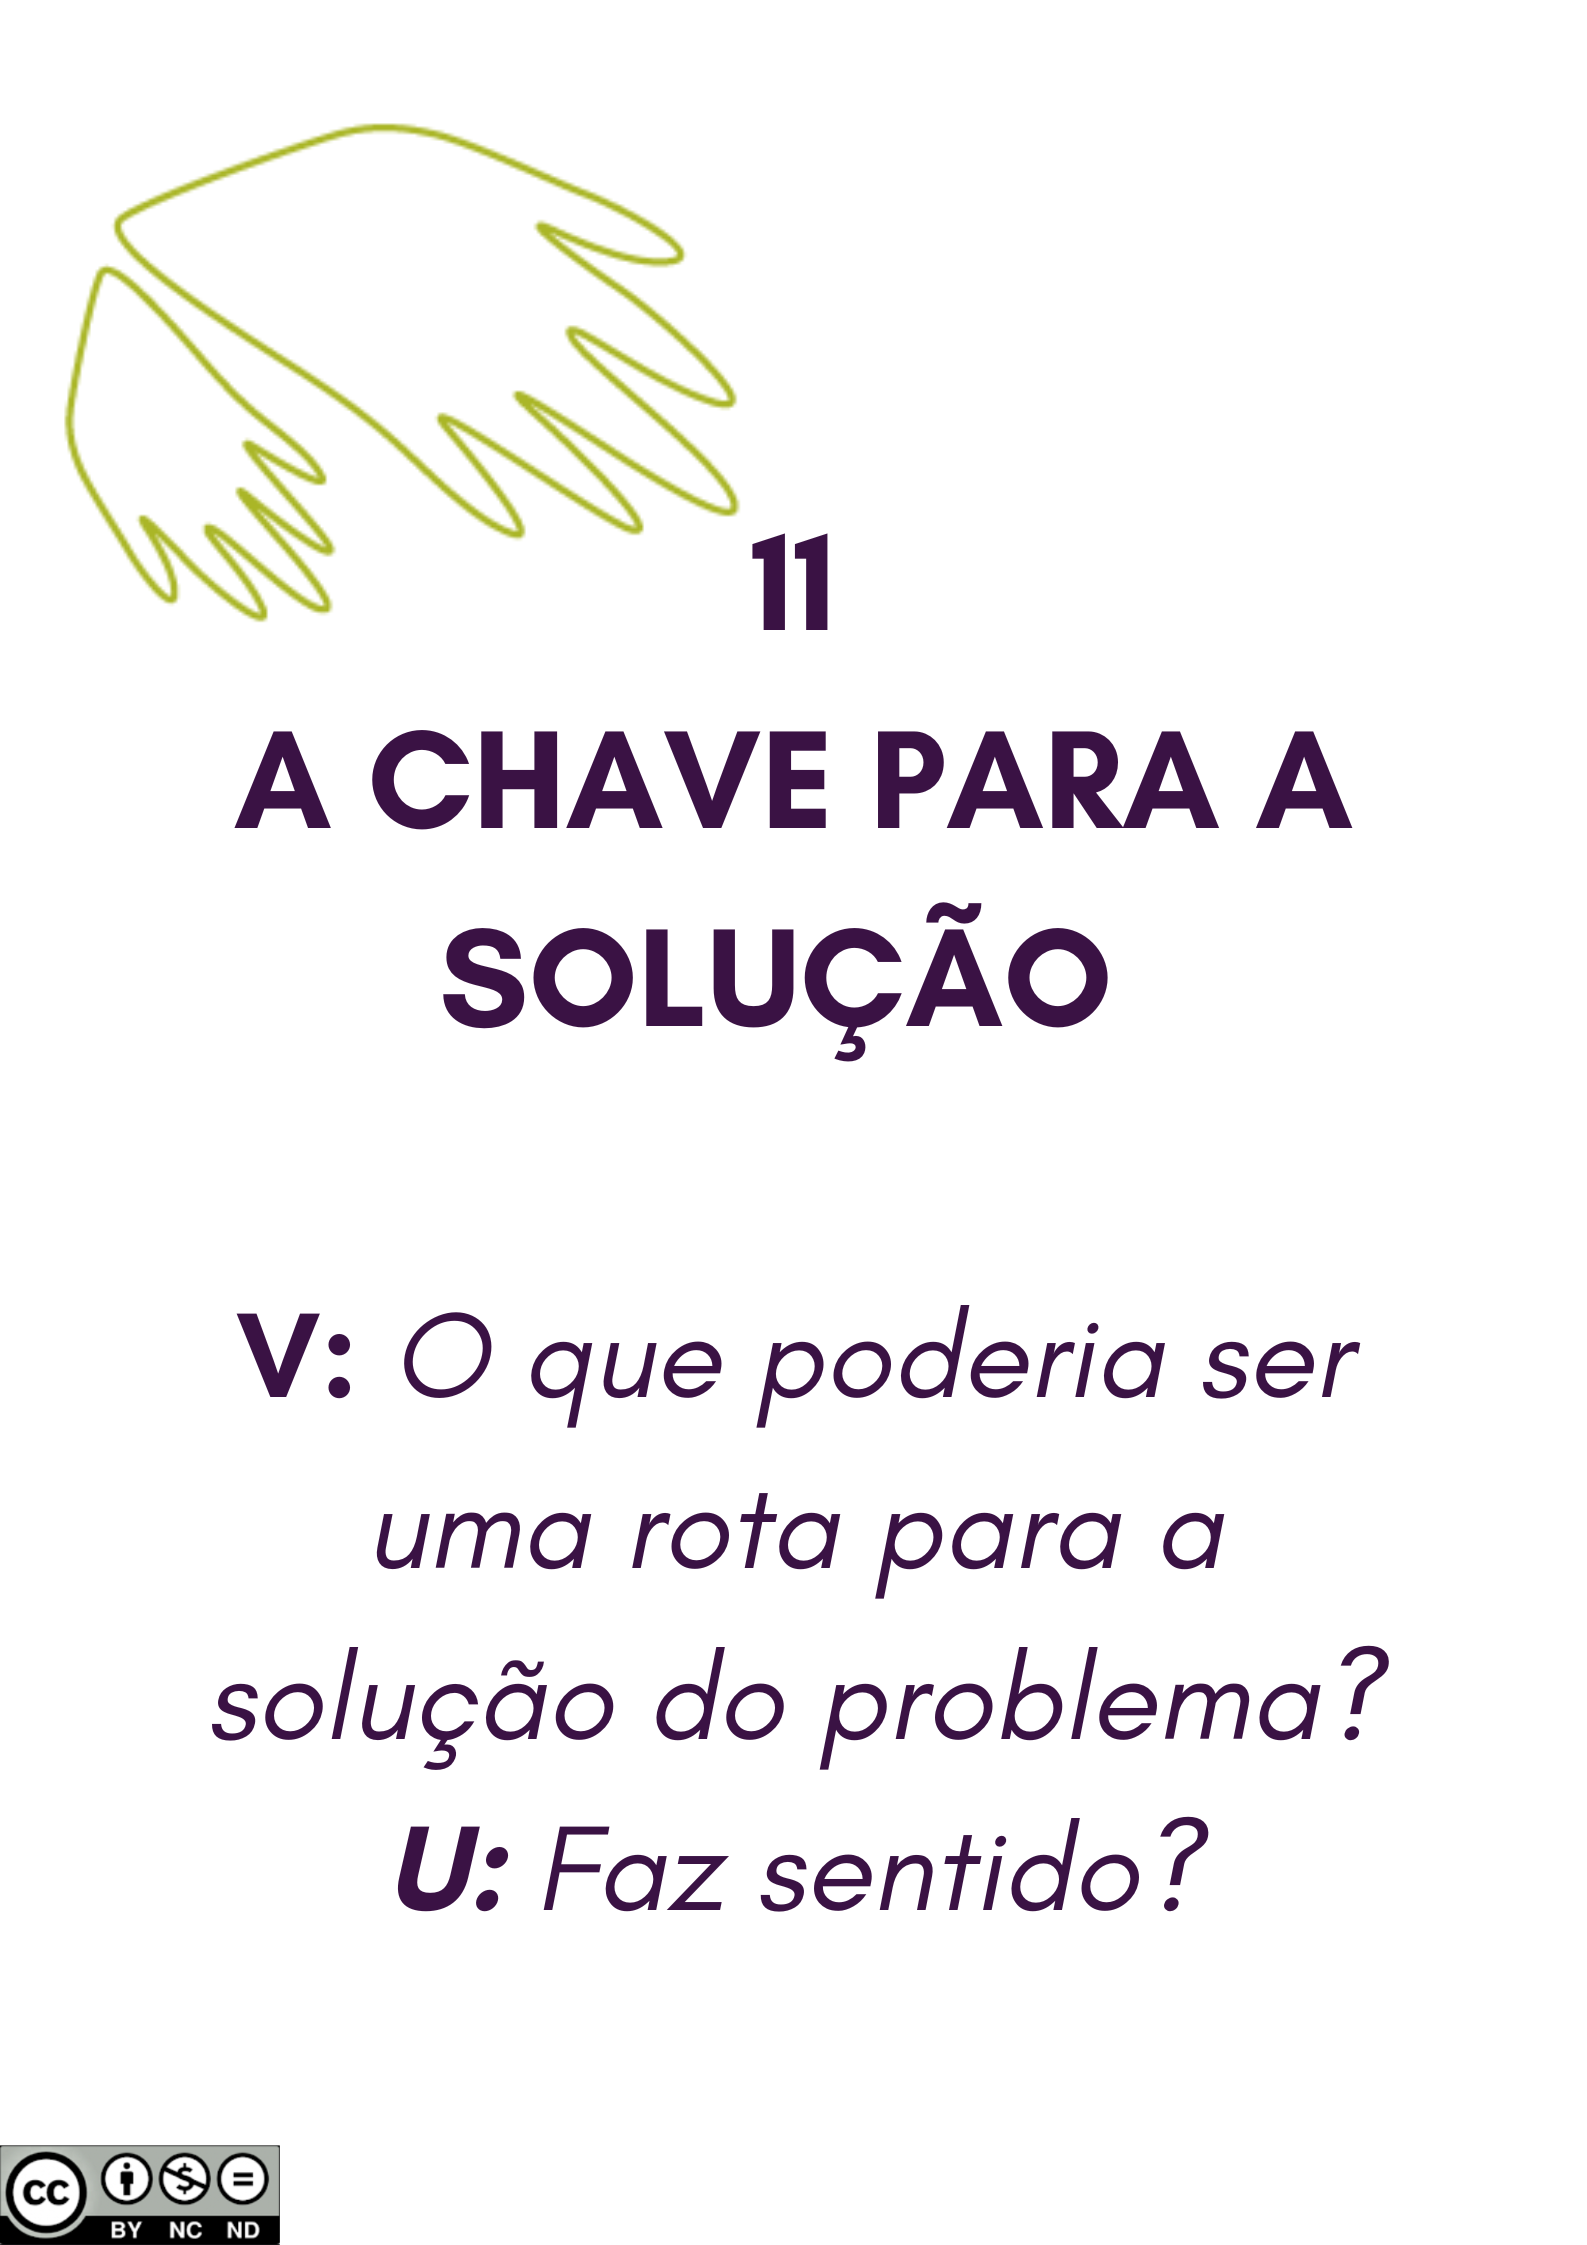 11
A CHAVE PARA A
SOLUÇÃO
V: O que poderia ser
uma rota para a
solução do problema?
U: Faz sentido?
CC
BY NC ND